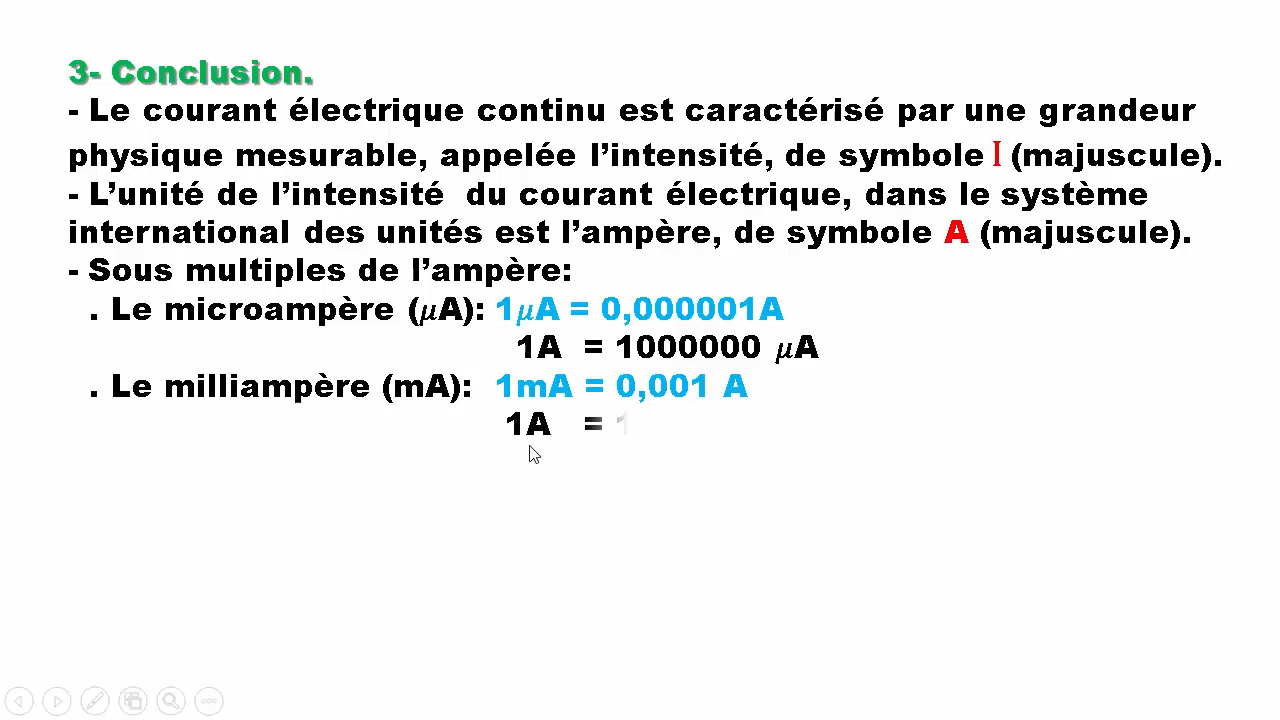 3- Conclusion.
- Le courant électrique continu est caractérisé par une grandeur
physique mesurable, appelée l’intensité, de symbole I (majuscule).
- L’unité de l’intensité du courant électrique, dans le système
international des unités est l’ampère, de symbole A (majuscule).
- Sous multiples de l’ampère:
. Le microampère (𝜇A): 1𝜇A = 0,000001A
1A = 1000000 𝜇A
. Le milliampère (mA): 1mA = 0,001 A
1A =